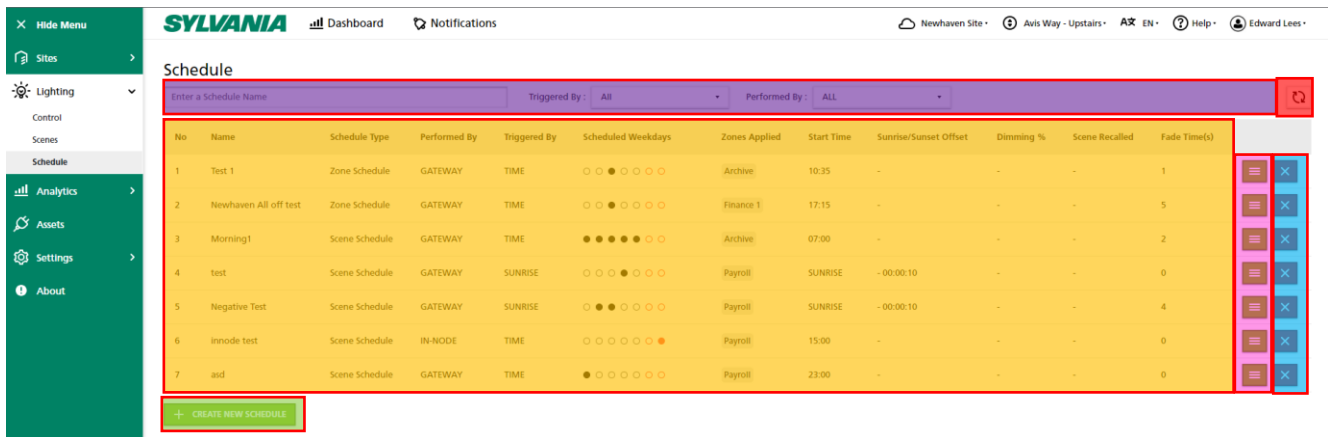 Hide Menu
SYLVANIA
Dashboard
Notifications
Newhaven Site
Avis Way - Upstairs
EN
Help
Edward Lees
Sites
Lighting
Control
Scenes
Schedule
Analytics
Assets
Settings
About
Schedule
Enter a Schedule Name Triggered By : All Performed By : ALL
No Name Schedule Type Performed By Triggered By Scheduled Weekdays Zones Applied Start Time Sunrise/Sunset Offset Dimming % Scene Recalled Fade Time(s)
1 Test 1 Zone Schedule GATEWAY TIME Archive 10:35 - - - 1
2 Newhaven All off test Zone Schedule GATEWAY TIME Finance 1 17:15 - - - 5
3 Morning1 Scene Schedule GATEWAY TIME Archive 07:00 - - - 2
4 test Scene Schedule GATEWAY SUNRISE Payroll SUNRISE - 00:00:10 - - 0
5 Negative Test Scene Schedule GATEWAY SUNRISE Payroll SUNRISE - 00:00:10 - - 4
6 innode test Scene Schedule IN-NODE TIME Payroll 15:00 - - - 0
7 asd Scene Schedule GATEWAY TIME Payroll 23:00 - - - 0
+ CREATE NEW SCHEDULE